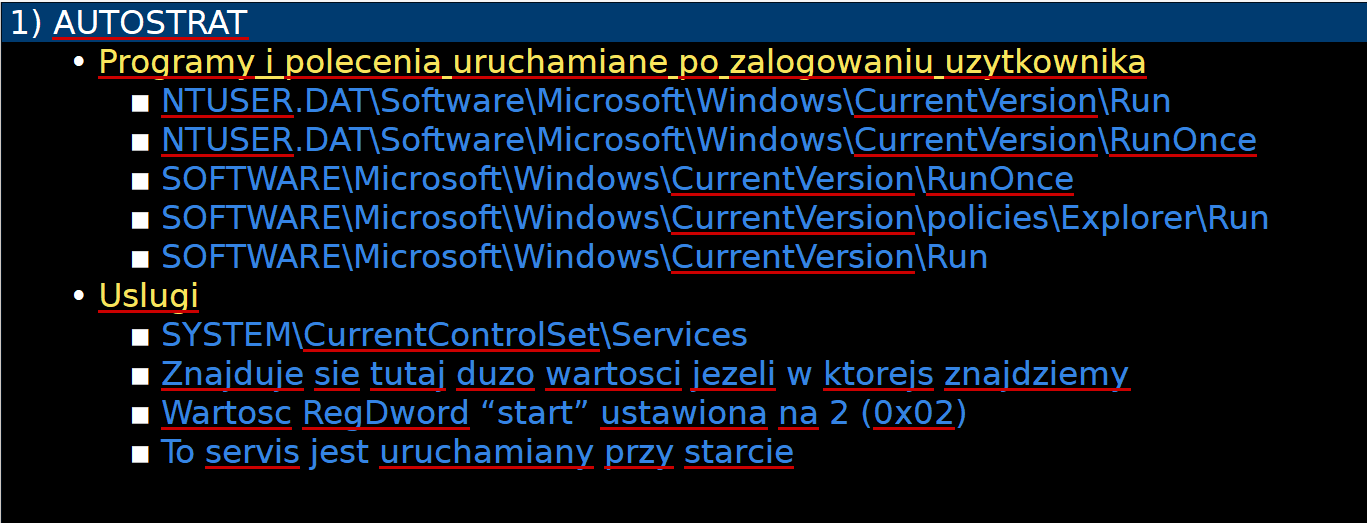 1) AUTOSTRAT
• Programy i polecenia uruchamiane po zalogowaniu uzytkownika
■ NTUSER.DAT\Software\Microsoft\Windows\CurrentVersion\Run
■ NTUSER.DAT\Software\Microsoft\Windows\CurrentVersion\RunOnce
■ SOFTWARE\Microsoft\Windows\CurrentVersion\RunOnce
■ SOFTWARE\Microsoft\Windows\CurrentVersion\policies\Explorer\Run
■ SOFTWARE\Microsoft\Windows\CurrentVersion\Run
• Uslugi
■ SYSTEM\CurrentControlSet\Services
■ Znajduje sie tutaj duzo wartosci jezeli w ktorejs znajdziemy
■ Wartosc RegDword “start” ustawiona na 2 (0x02)
■ To servis jest uruchamiany przy starcie